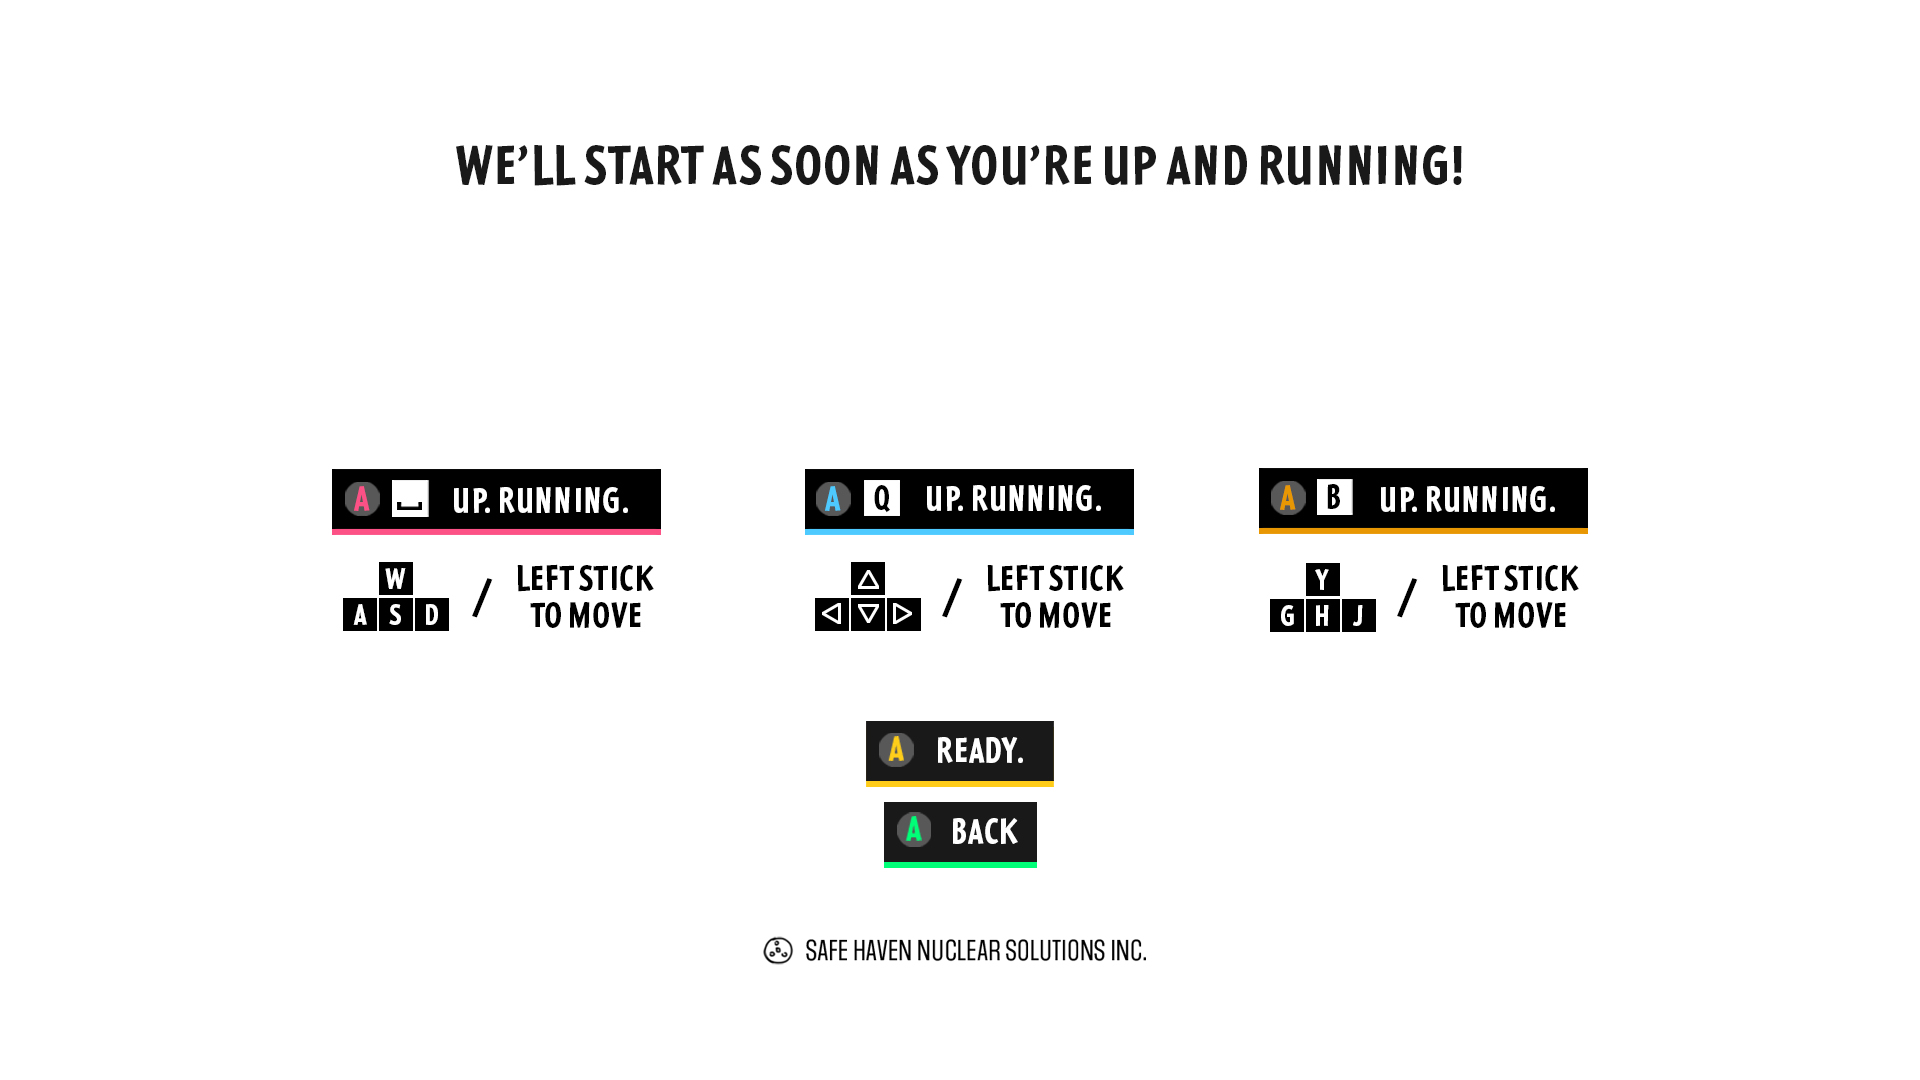 WE'LL START AS SOON AS YOU'RE UP AND RUNNING!
A UP. RUNNING.
W
A S D / LEFT STICK
TO MOVE
A Q UP. RUNNING.
/ LEFT STICK
TO MOVE
A B UP. RUNNING.
Y
G H J / LEFT STICK
TO MOVE
A READY.
A BACK
SAFE HAVEN NUCLEAR SOLUTIONS INC.